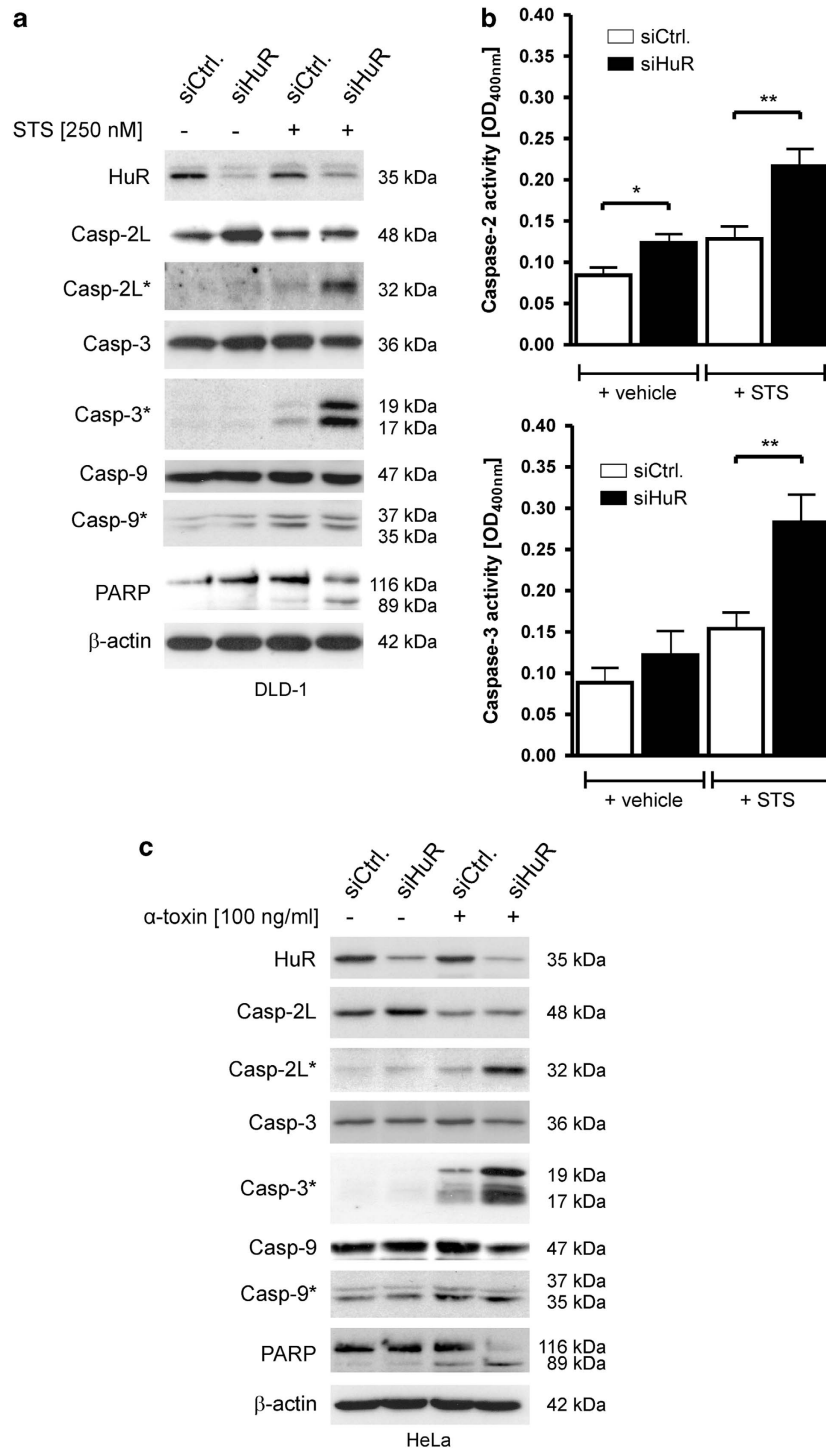 a
siCtrl. siHuR siCtrl. siHuR
STS [250 nM] - - + +
HuR 35 kDa
Casp-2L 48 kDa
Casp-2L* 32 kDa
Casp-3 36 kDa
Casp-3* 19 kDa
17 kDa
Casp-9 47 kDa
Casp-9* 37 kDa
35 kDa
PARP 116 kDa
89 kDa
β-actin 42 kDa
DLD-1
b
Caspase-2 activity [OD400nm]
0.40
0.35
0.30
0.25
0.20
0.15
0.10
0.05
0.00
siCtrl.
siHuR
*
**
+ vehicle + STS
Caspase-3 activity [OD400nm]
0.40
0.35
0.30
0.25
0.20
0.15
0.10
0.05
0.00
siCtrl.
siHuR
**
+ vehicle + STS
c
siCtrl. siHuR siCtrl. siHuR
α-toxin [100 ng/ml] - - + +
HuR 35 kDa
Casp-2L 48 kDa
Casp-2L* 32 kDa
Casp-3 36 kDa
Casp-3* 19 kDa
17 kDa
Casp-9 47 kDa
Casp-9* 37 kDa
35 kDa
PARP 116 kDa
89 kDa
β-actin 42 kDa
HeLa